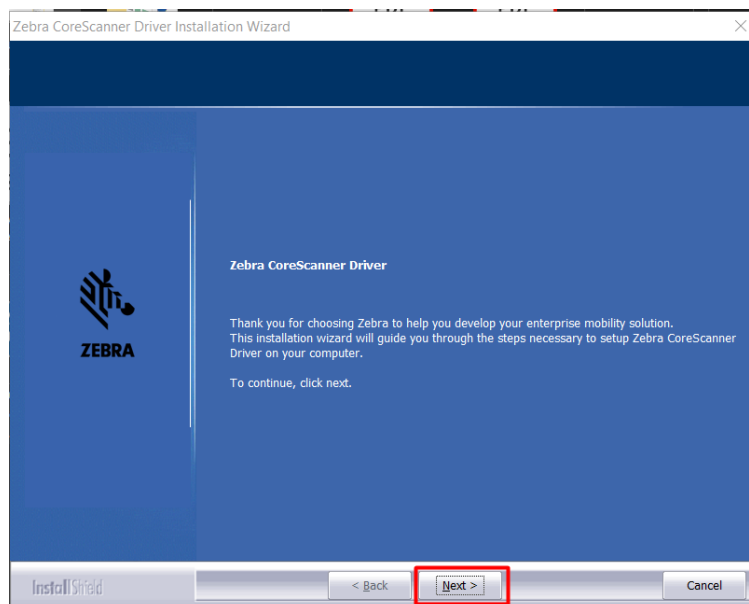 Zebra CoreScanner Driver Installation Wizard
Zebra CoreScanner Driver
Thank you for choosing Zebra to help you develop your enterprise mobility solution.
This installation wizard will guide you through the steps necessary to setup Zebra CoreScanner
Driver on your computer.
To continue, click next.
ZEBRA
InstallShield
< Back
Next >
Cancel